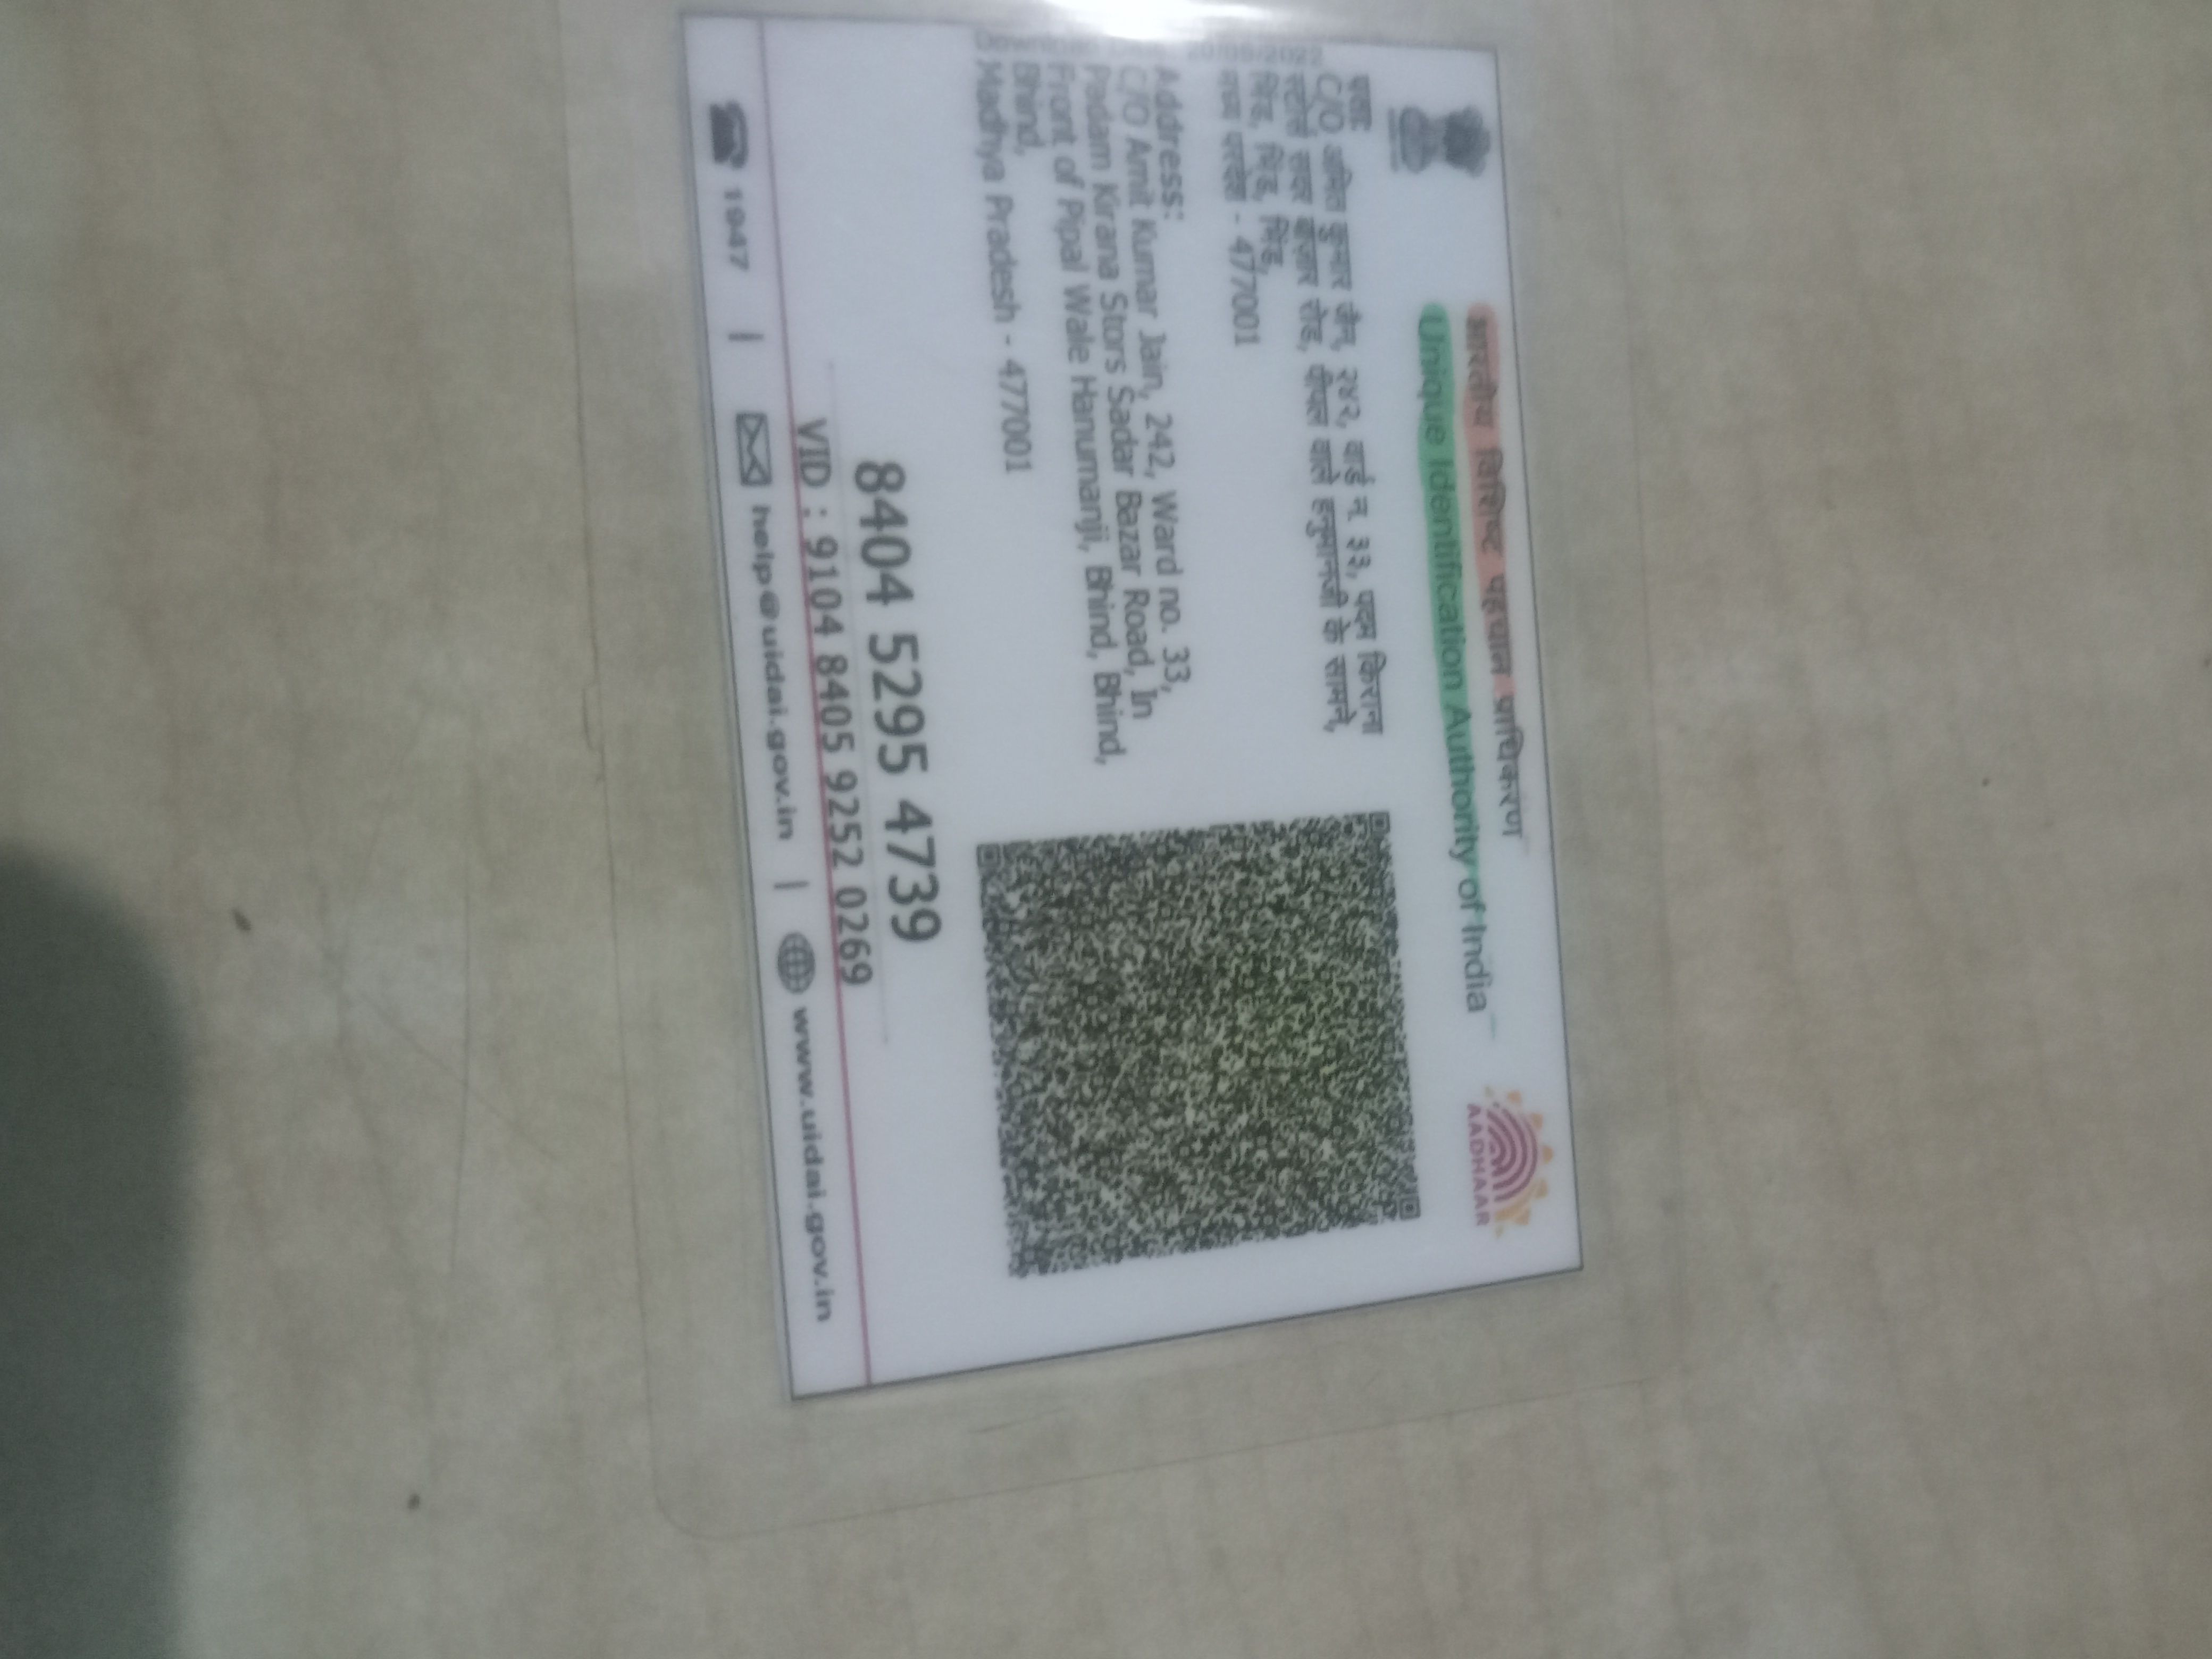 भारतीय विशिष्ट पहचान प्राधिकरण
Unique Identification Authority of India
AADHAAR
पता:
C/O अमित कुमार जैन, २४२, वार्ड न. ३३, पदम किराना
स्टोर्स सदर बाजार रोड, पीपल वाले हनुमानजी के सामने,
भिंड, भिंड, भिंड,
मध्य प्रदेश - 477001
Address:
C/O Amit Kumar Jain, 242, Ward no. 33,
Padam Kirana Stors Sadar Bazar Road, In
Front of Pipal Wale Hanumanji, Bhind, Bhind,
Bhind,
Madhya Pradesh - 477001
8404 5295 4739
VID : 9104 8405 9252 0269
1947 | help@uidai.gov.in | www.uidai.gov.in